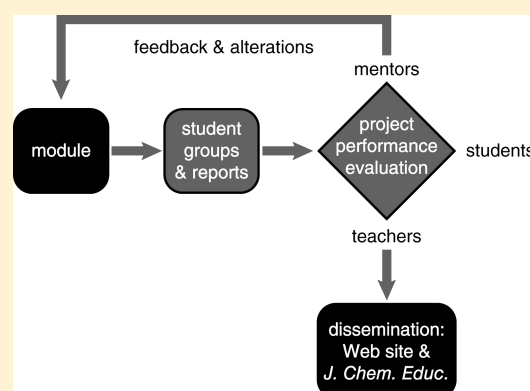 feedback & alterations
mentors
module
student
groups
& reports
project
performance
evaluation
students
teachers
dissemination:
Web site &
J. Chem. Educ.